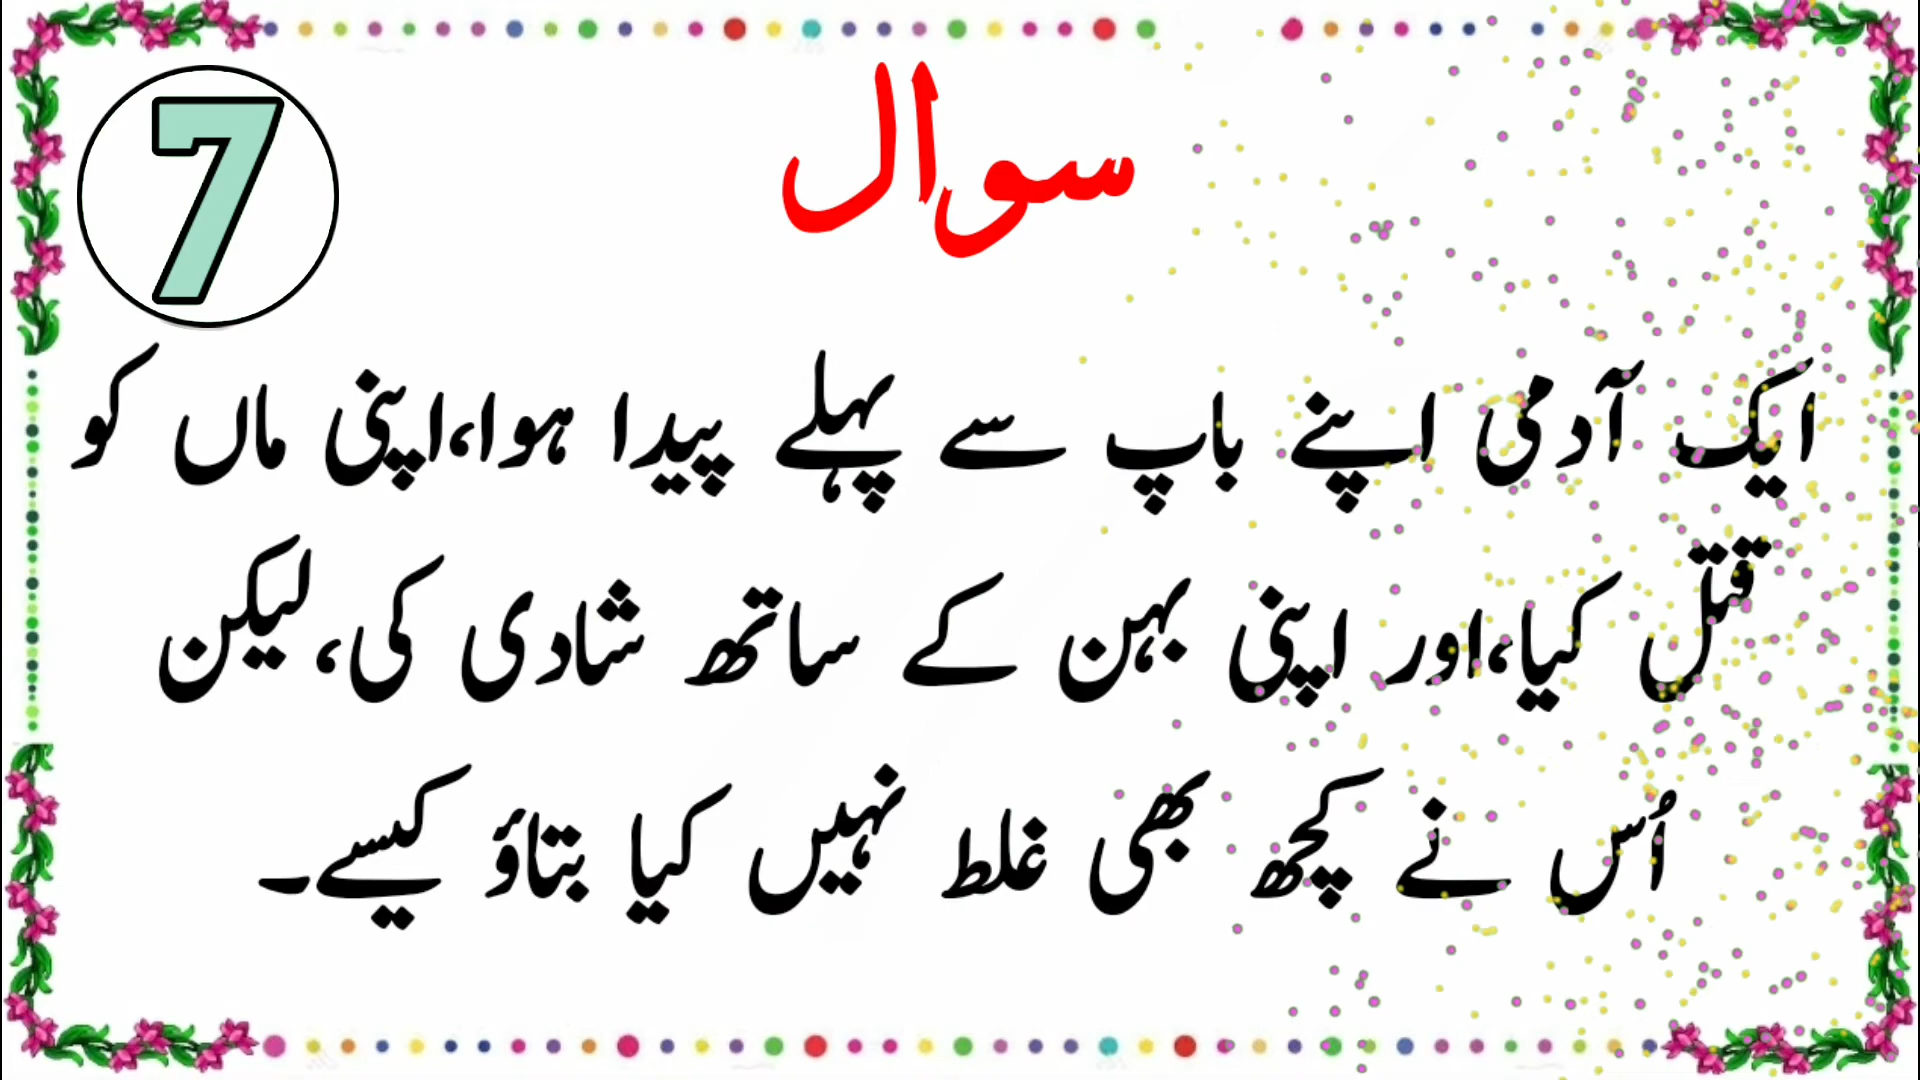 7
سوال
ایک آدمی اپنے باپ سے پہلے پیدا ہوا،اپنی ماں کو
قتل کیا،اور اپنی بہن کے ساتھ شادی کی،لیکن
اُس نے کچھ بھی غلط نہیں کیا بتاؤ کیسے۔